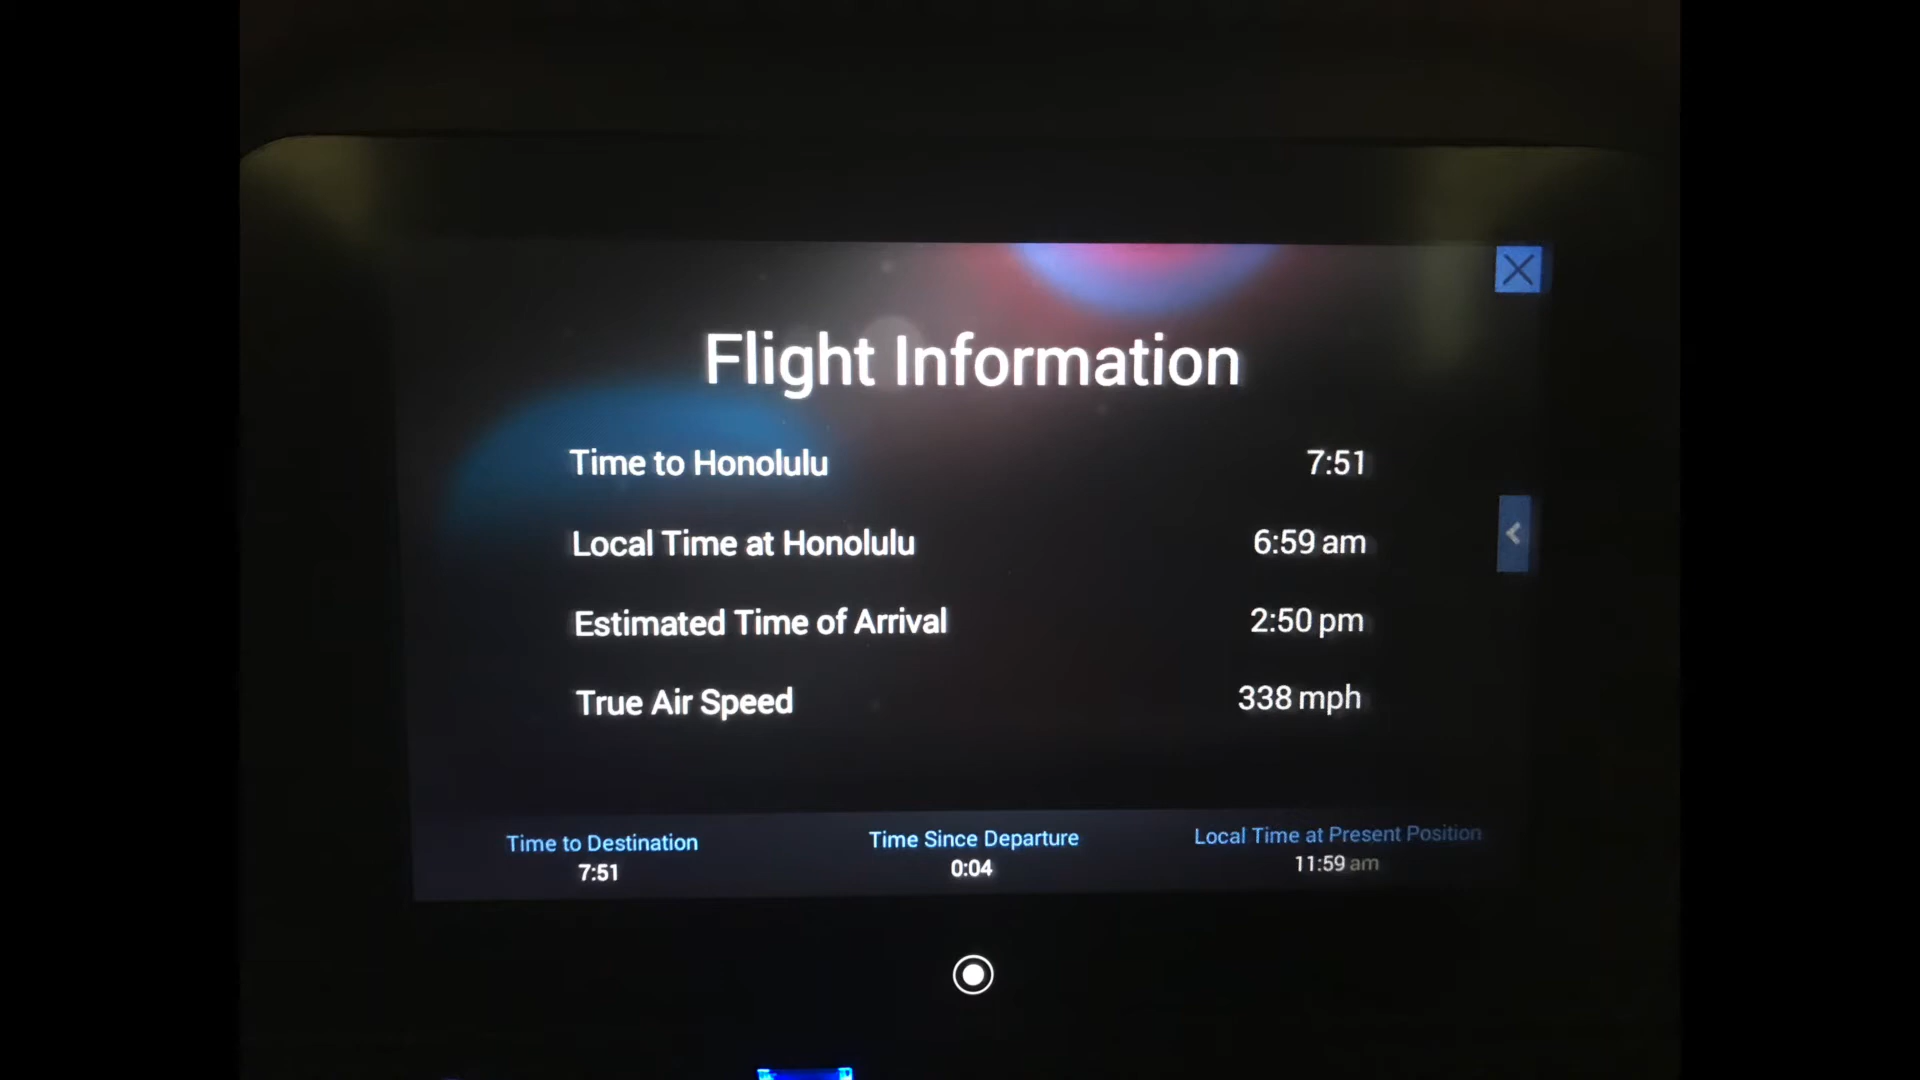 Flight Information
Time to Honolulu 7:51
Local Time at Honolulu 6:59 am
Estimated Time of Arrival 2:50 pm
True Air Speed 338 mph
Time to Destination Time Since Departure Local Time at Present Position
7:51 0:04 11:59 am